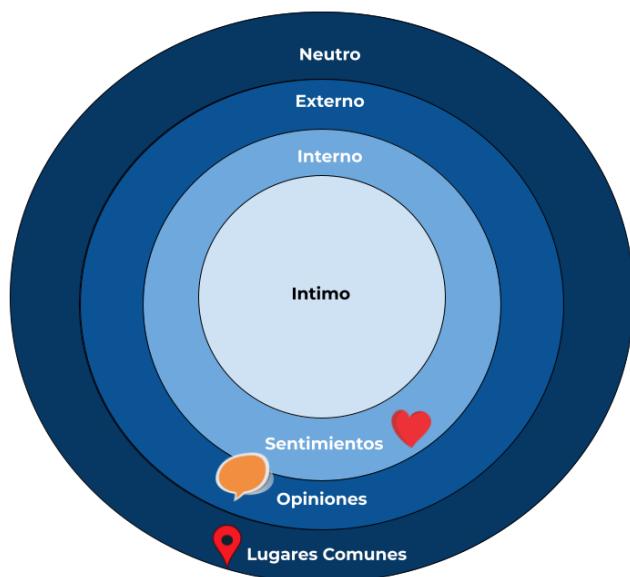 Neutro
Externo
Interno
Intimo
Sentimientos
Opiniones
Lugares Comunes